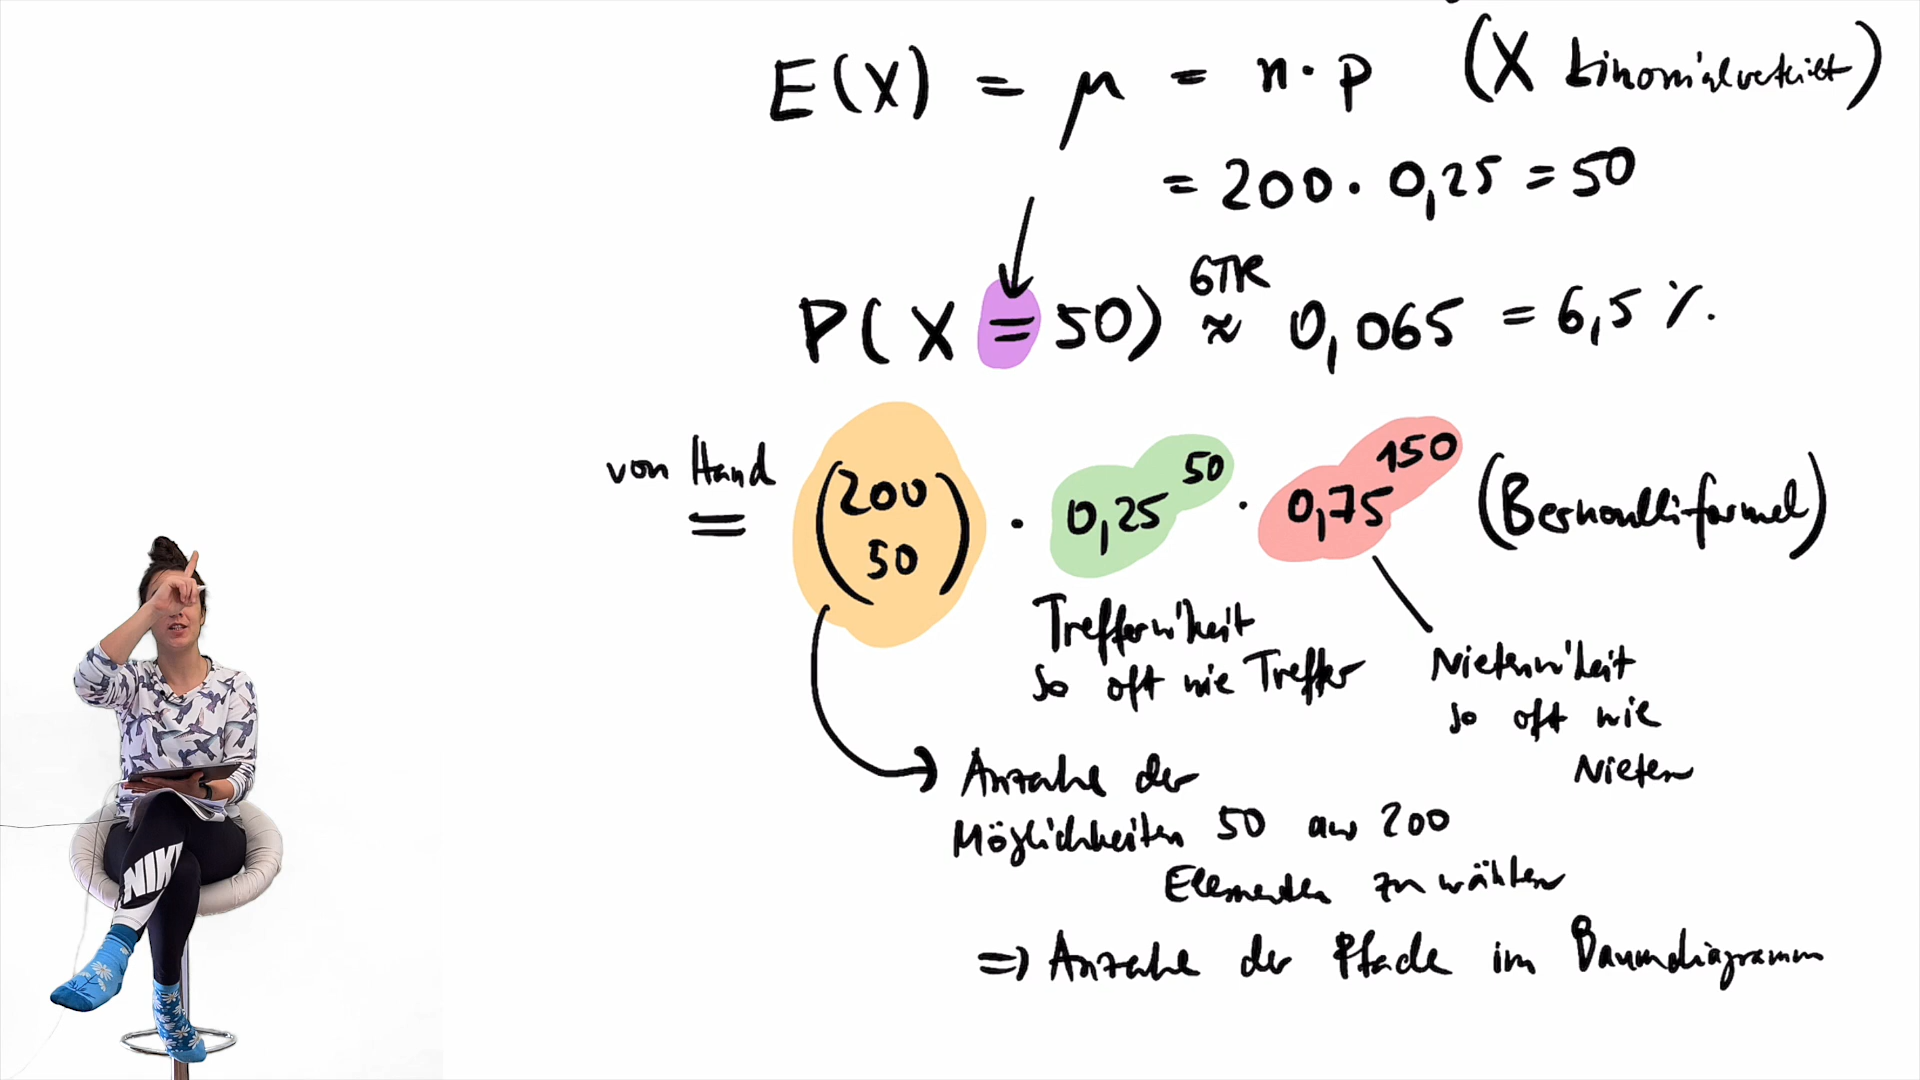 E(X) = μ = n · p (X binomialverteilt)
= 200 · 0,25 = 50
P(X = 50) GTR ≈ 0,065 = 6,5 %.
von Hand = (200 50) · 0,25^50 · 0,75^150 (Bernoulliformel)
Trefferw'keit
so oft wie Treffer
Nietenw'keit
so oft wie
Nieten
Anzahl der
Möglichkeiten 50 aus 200
Elementen zu wählen
=> Anzahl der Pfade im Baumdiagramm
NIK